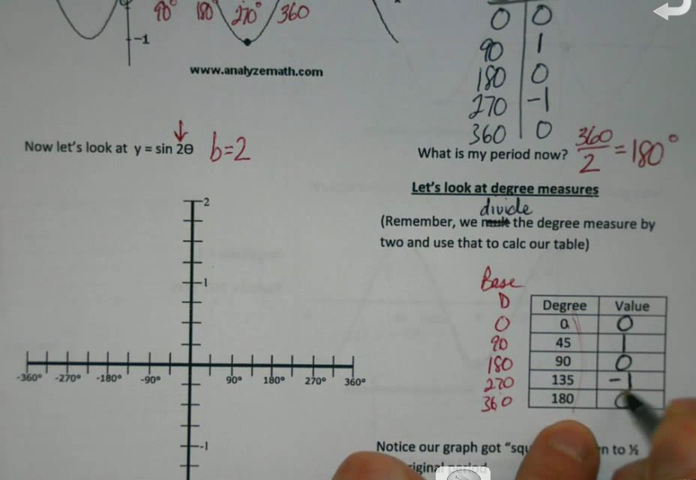 90° 180° 270° 360
-1
www.analyzemath.com
0 0
90 1
180 0
270 -1
360 0
Now let's look at y = sin 2θ b=2
What is my period now? 360/2 = 180°
Let's look at degree measures
divide
(Remember, we the degree measure by
two and use that to calc our table)
2
1
-1
-360° -270° -180° -90° 90° 180° 270° 360°
Base
D Degree Value
0 0 0
90 45 1
180 90 0
270 135 -1
360 180 0
Notice our graph got to ½
period